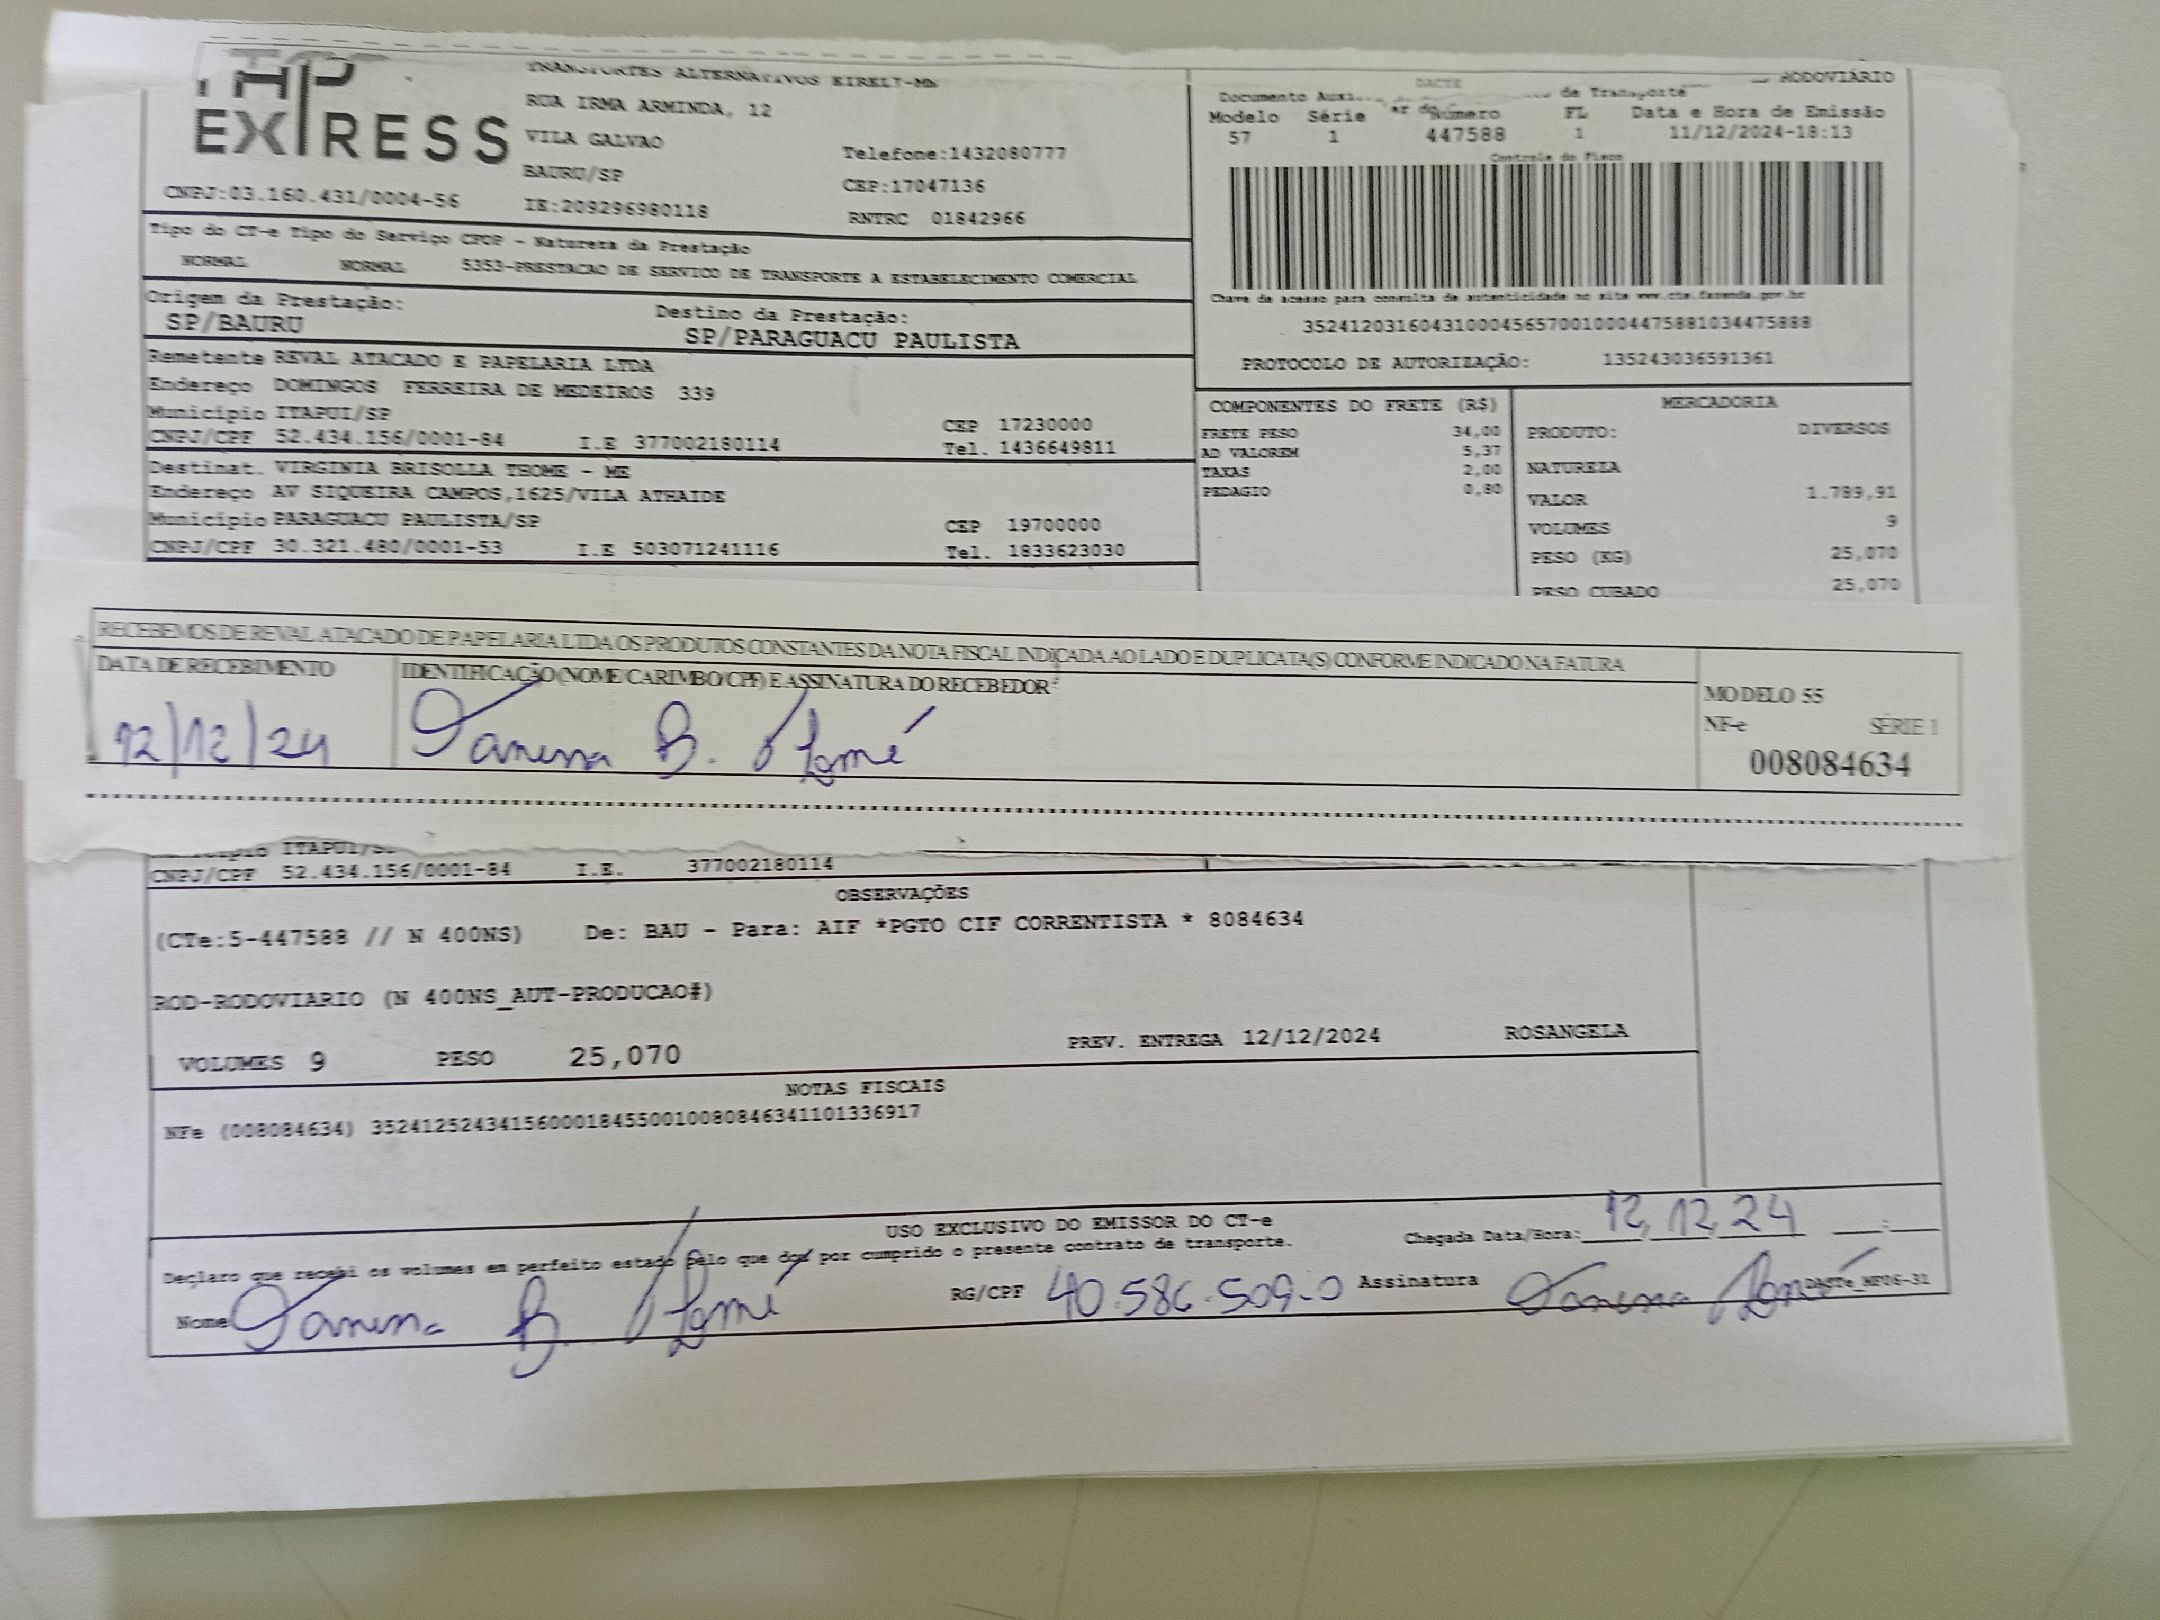 THP
EXPRESS
TRANSPORTES ALTERNATIVOS EIRELI-ME
RUA IRMA ARMINDA, 12
VILA GALVAO
Telefone:1432080777
BAURU/SP
CEP:17047136
CNPJ:03.160.431/0004-56
IE:209296980118
RNTRC 01842966
DACTE
RODOVIÁRIO
Documento de Transporte
Modelo Série Número FL Data e Hora de Emissão
57 1 447588 1 11/12/2024-18:13
Controle do Fisco
Chave de acesso para consulta de autenticidade no site www.cte.fazenda.gov.br
35241203160431000456570010004475881034475888
PROTOCOLO DE AUTORIZAÇÃO: 135243036591361
Tipo do CT-e Tipo do Serviço CFOP - Natureza da Prestação
NORMAL NORMAL 5353-PRESTACAO DE SERVICO DE TRANSPORTE A ESTABELECIMENTO COMERCIAL
Origem da Prestação: Destino da Prestação:
SP/BAURU SP/PARAGUACU PAULISTA
Remetente REVAL ATACADO E PAPELARIA LTDA
Endereço DOMINGOS FERREIRA DE MEDEIROS 339
Município ITAPUI/SP CEP 17230000
CNPJ/CPF 52.434.156/0001-84 I.E 377002180114 Tel. 1436649811
Destinat. VIRGINIA BRISOLLA THOME - ME
Endereço AV SIQUEIRA CAMPOS,1625/VILA ATHAIDE
Município PARAGUACU PAULISTA/SP CEP 19700000
CNPJ/CPF 30.321.480/0001-53 I.E 503071241116 Tel. 1833623030
COMPONENTES DO FRETE (R$)
FRETE PESO 34,00
AD VALOREM 5,37
TAXAS 2,00
PEDAGIO 0,80
MERCADORIA
PRODUTO: DIVERSOS
NATUREZA
VALOR 1.789,91
VOLUMES 9
PESO (KG) 25,070
PESO CUBADO 25,070
RECEBEMOS DE REVAL ATACADO DE PAPELARIA LTDA OS PRODUTOS CONSTANTES DA NOTA FISCAL INDICADA AO LADO E DUPLICATA(S) CONFORME INDICADO NA FATURA
DATA DE RECEBIMENTO IDENTIFICAÇÃO (NOME/CARIMBO/CPF) E ASSINATURA DO RECEBEDOR
12/12/24 B. Thomé
MODELO 55
NF-e SÉRIE 1
008084634
Município ITAPUI/SP
CNPJ/CPF 52.434.156/0001-84 I.E. 377002180114
OBSERVAÇÕES
(CTe:5-447588 // N 400NS) De: BAU - Para: AIF *PGTO CIF CORRENTISTA * 8084634
ROD-RODOVIARIO (N 400NS_AUT-PRODUCAO#)
VOLUMES 9 PESO 25,070 PREV. ENTREGA 12/12/2024 ROSANGELA
NOTAS FISCAIS
NFe (008084634) 35241252434156000184550010080846341101336917
USO EXCLUSIVO DO EMISSOR DO CT-e
Declaro que recebi os volumes em perfeito estado pelo que dou por cumprido o presente contrato de transporte.
Chegada Data/Hora: 12 12 24 :
Nome B. Thomé RG/CPF 40.586.509-0 Assinatura Thomé